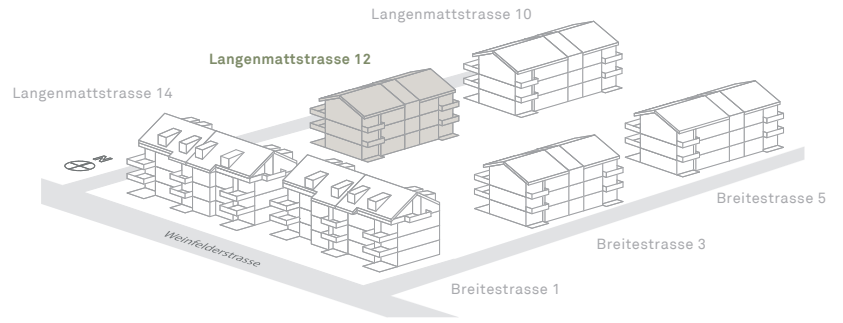 Langenmattstrasse 10
Langenmattstrasse 12
Langenmattstrasse 14
N
Breitestrasse 5
Weinfelderstrasse
Breitestrasse 3
Breitestrasse 1